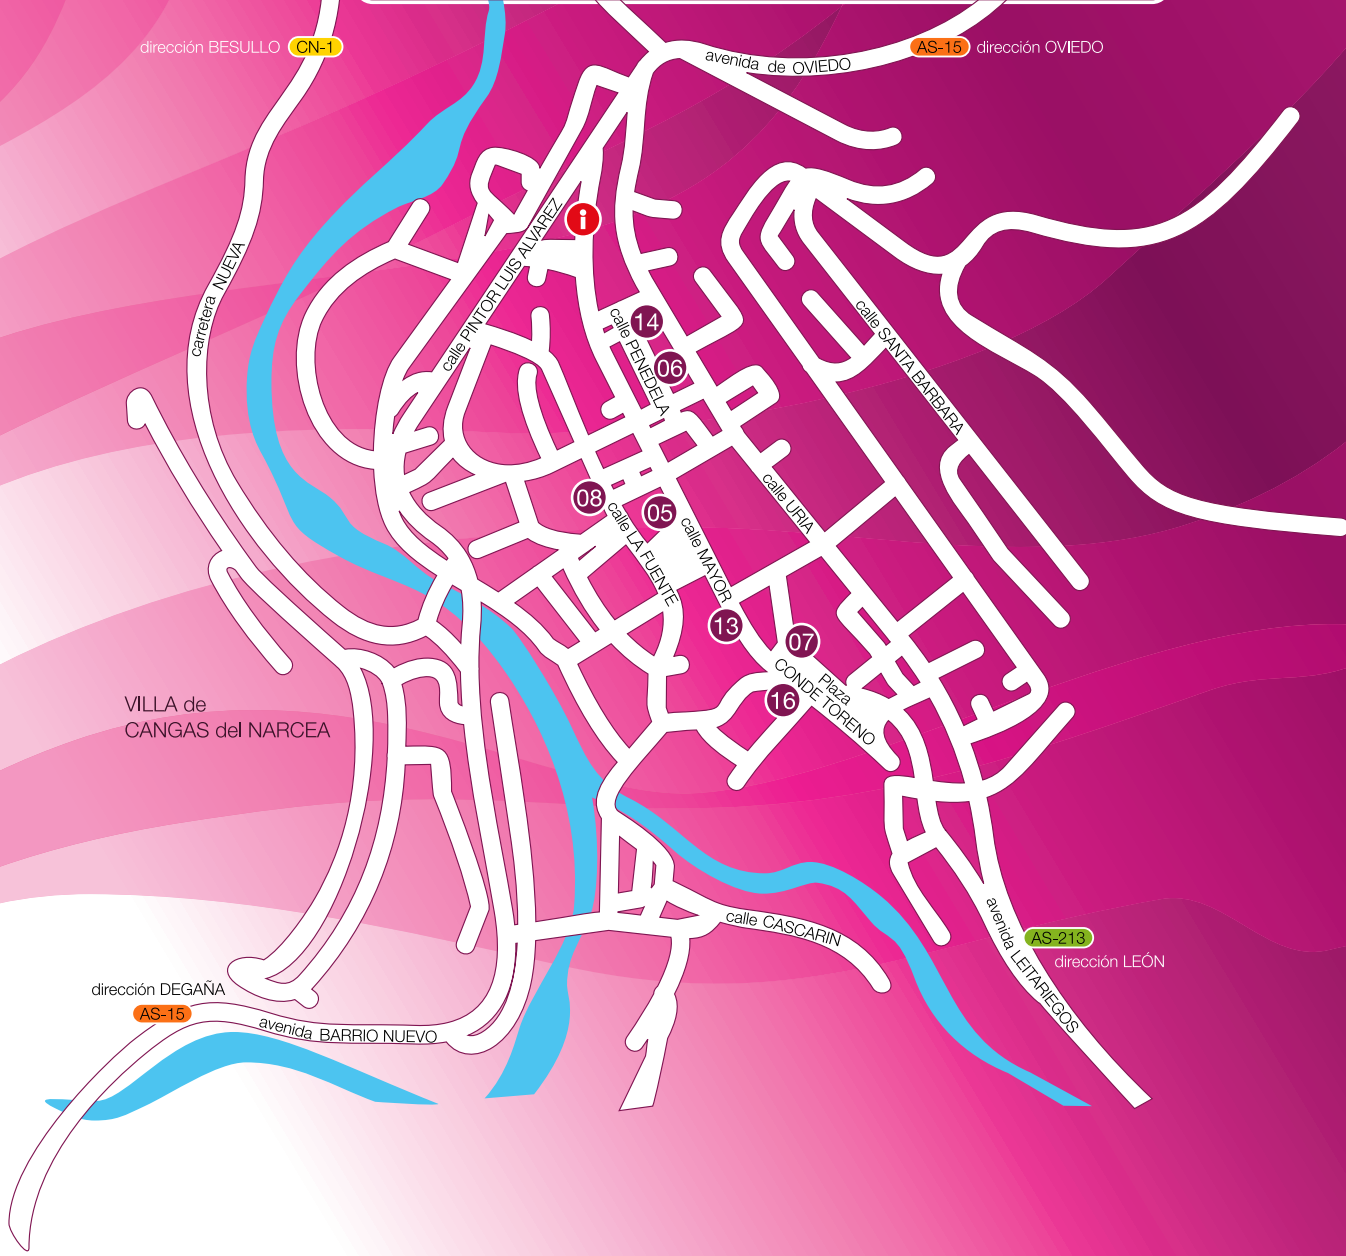 dirección BESULLO CN-1
AS-15 dirección OVIEDO
avenida de OVIEDO
carretera NUEVA
calle PINTOR LUIS ALVAREZ
i
calle PENEDELA
14
06
calle SANTA BARBARA
08
05
calle LA FUENTE
calle MAYOR
calle URIA
13
07
16
Plaza
CONDE TORENO
VILLA de
CANGAS del NARCEA
calle CASCARIN
avenida LEITARIEGOS
AS-213
dirección LEÓN
dirección DEGAÑA
AS-15
avenida BARRIO NUEVO